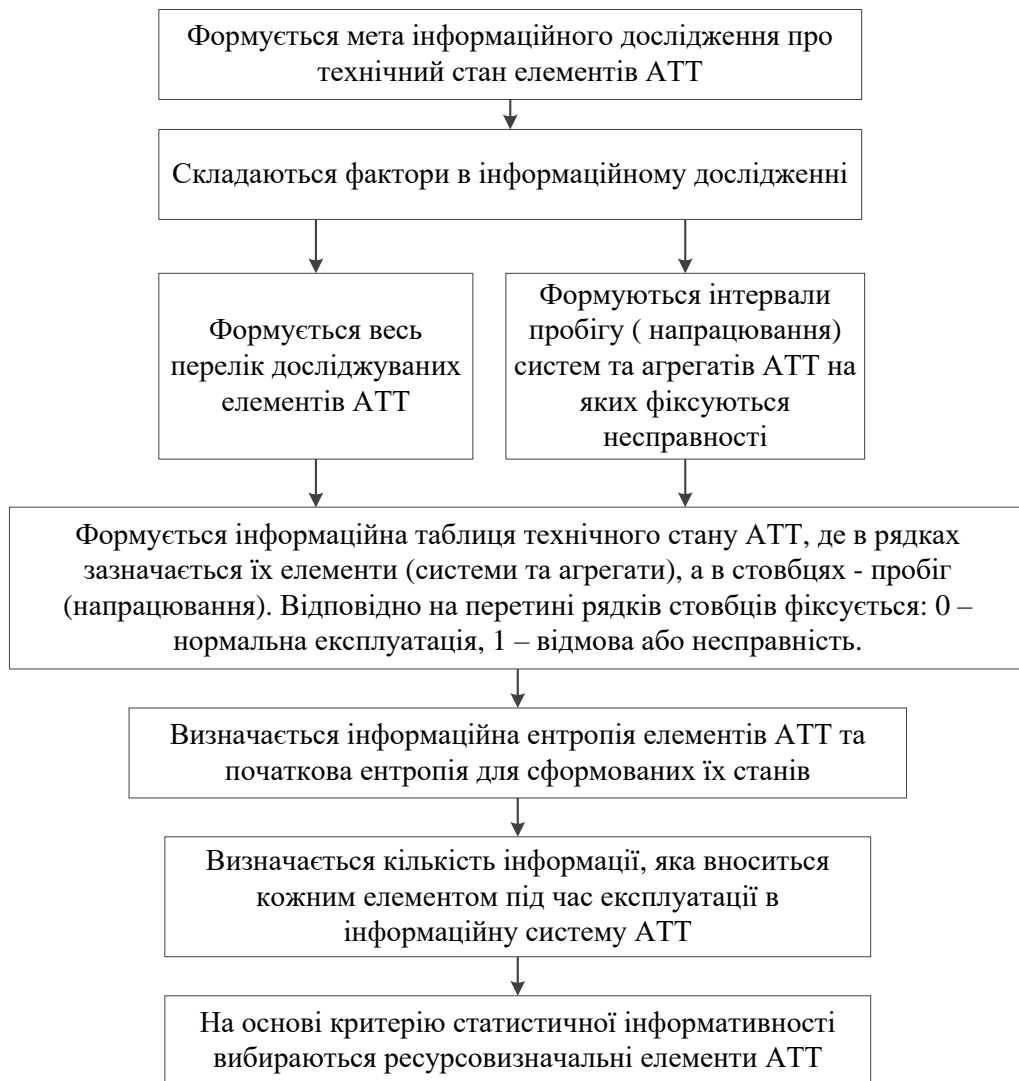 Формується мета інформаційного дослідження про
технічний стан елементів АТТ
Складаються фактори в інформаційному дослідженні
Формується весь
перелік досліджуваних
елементів АТТ
Формуються інтервали
пробігу ( напрацювання)
систем та агрегатів АТТ на
яких фіксуються
несправності
Формується інформаційна таблиця технічного стану АТТ, де в рядках
зазначається їх елементи (системи та агрегати), а в стовбцях - пробіг
(напрацювання). Відповідно на перетині рядків стовбців фіксується: 0 –
нормальна експлуатація, 1 – відмова або несправність.
Визначається інформаційна ентропія елементів АТТ та
початкова ентропія для сформованих їх станів
Визначається кількість інформації, яка вноситься
кожним елементом під час експлуатації в
інформаційну систему АТТ
На основі критерію статистичної інформативності
вибираються ресурсовизначальні елементи АТТ